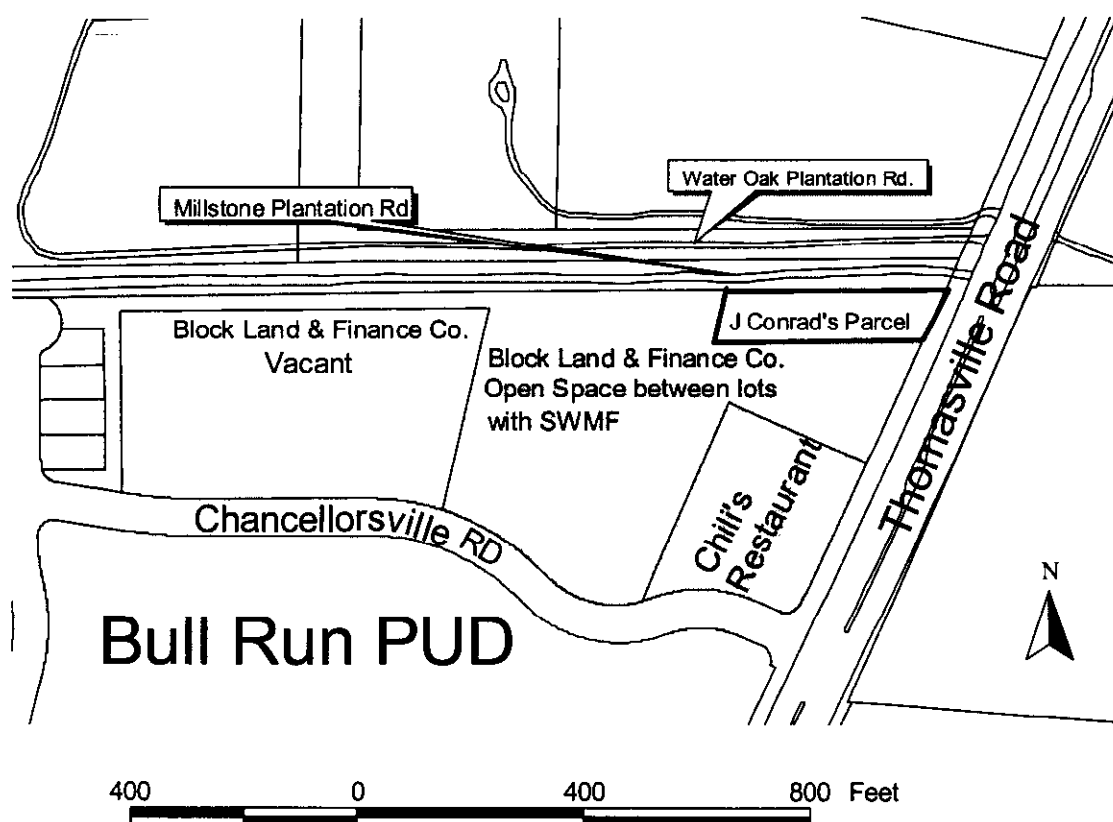 Water Oak Plantation Rd.
Millstone Plantation Rd
J Conrad's Parcel
Block Land & Finance Co.
Vacant
Block Land & Finance Co.
Open Space between lots
with SWMF
Thomasville Road
Chili's
Restaurant
Chancellorsville RD
N
Bull Run PUD
400 0 400 800 Feet